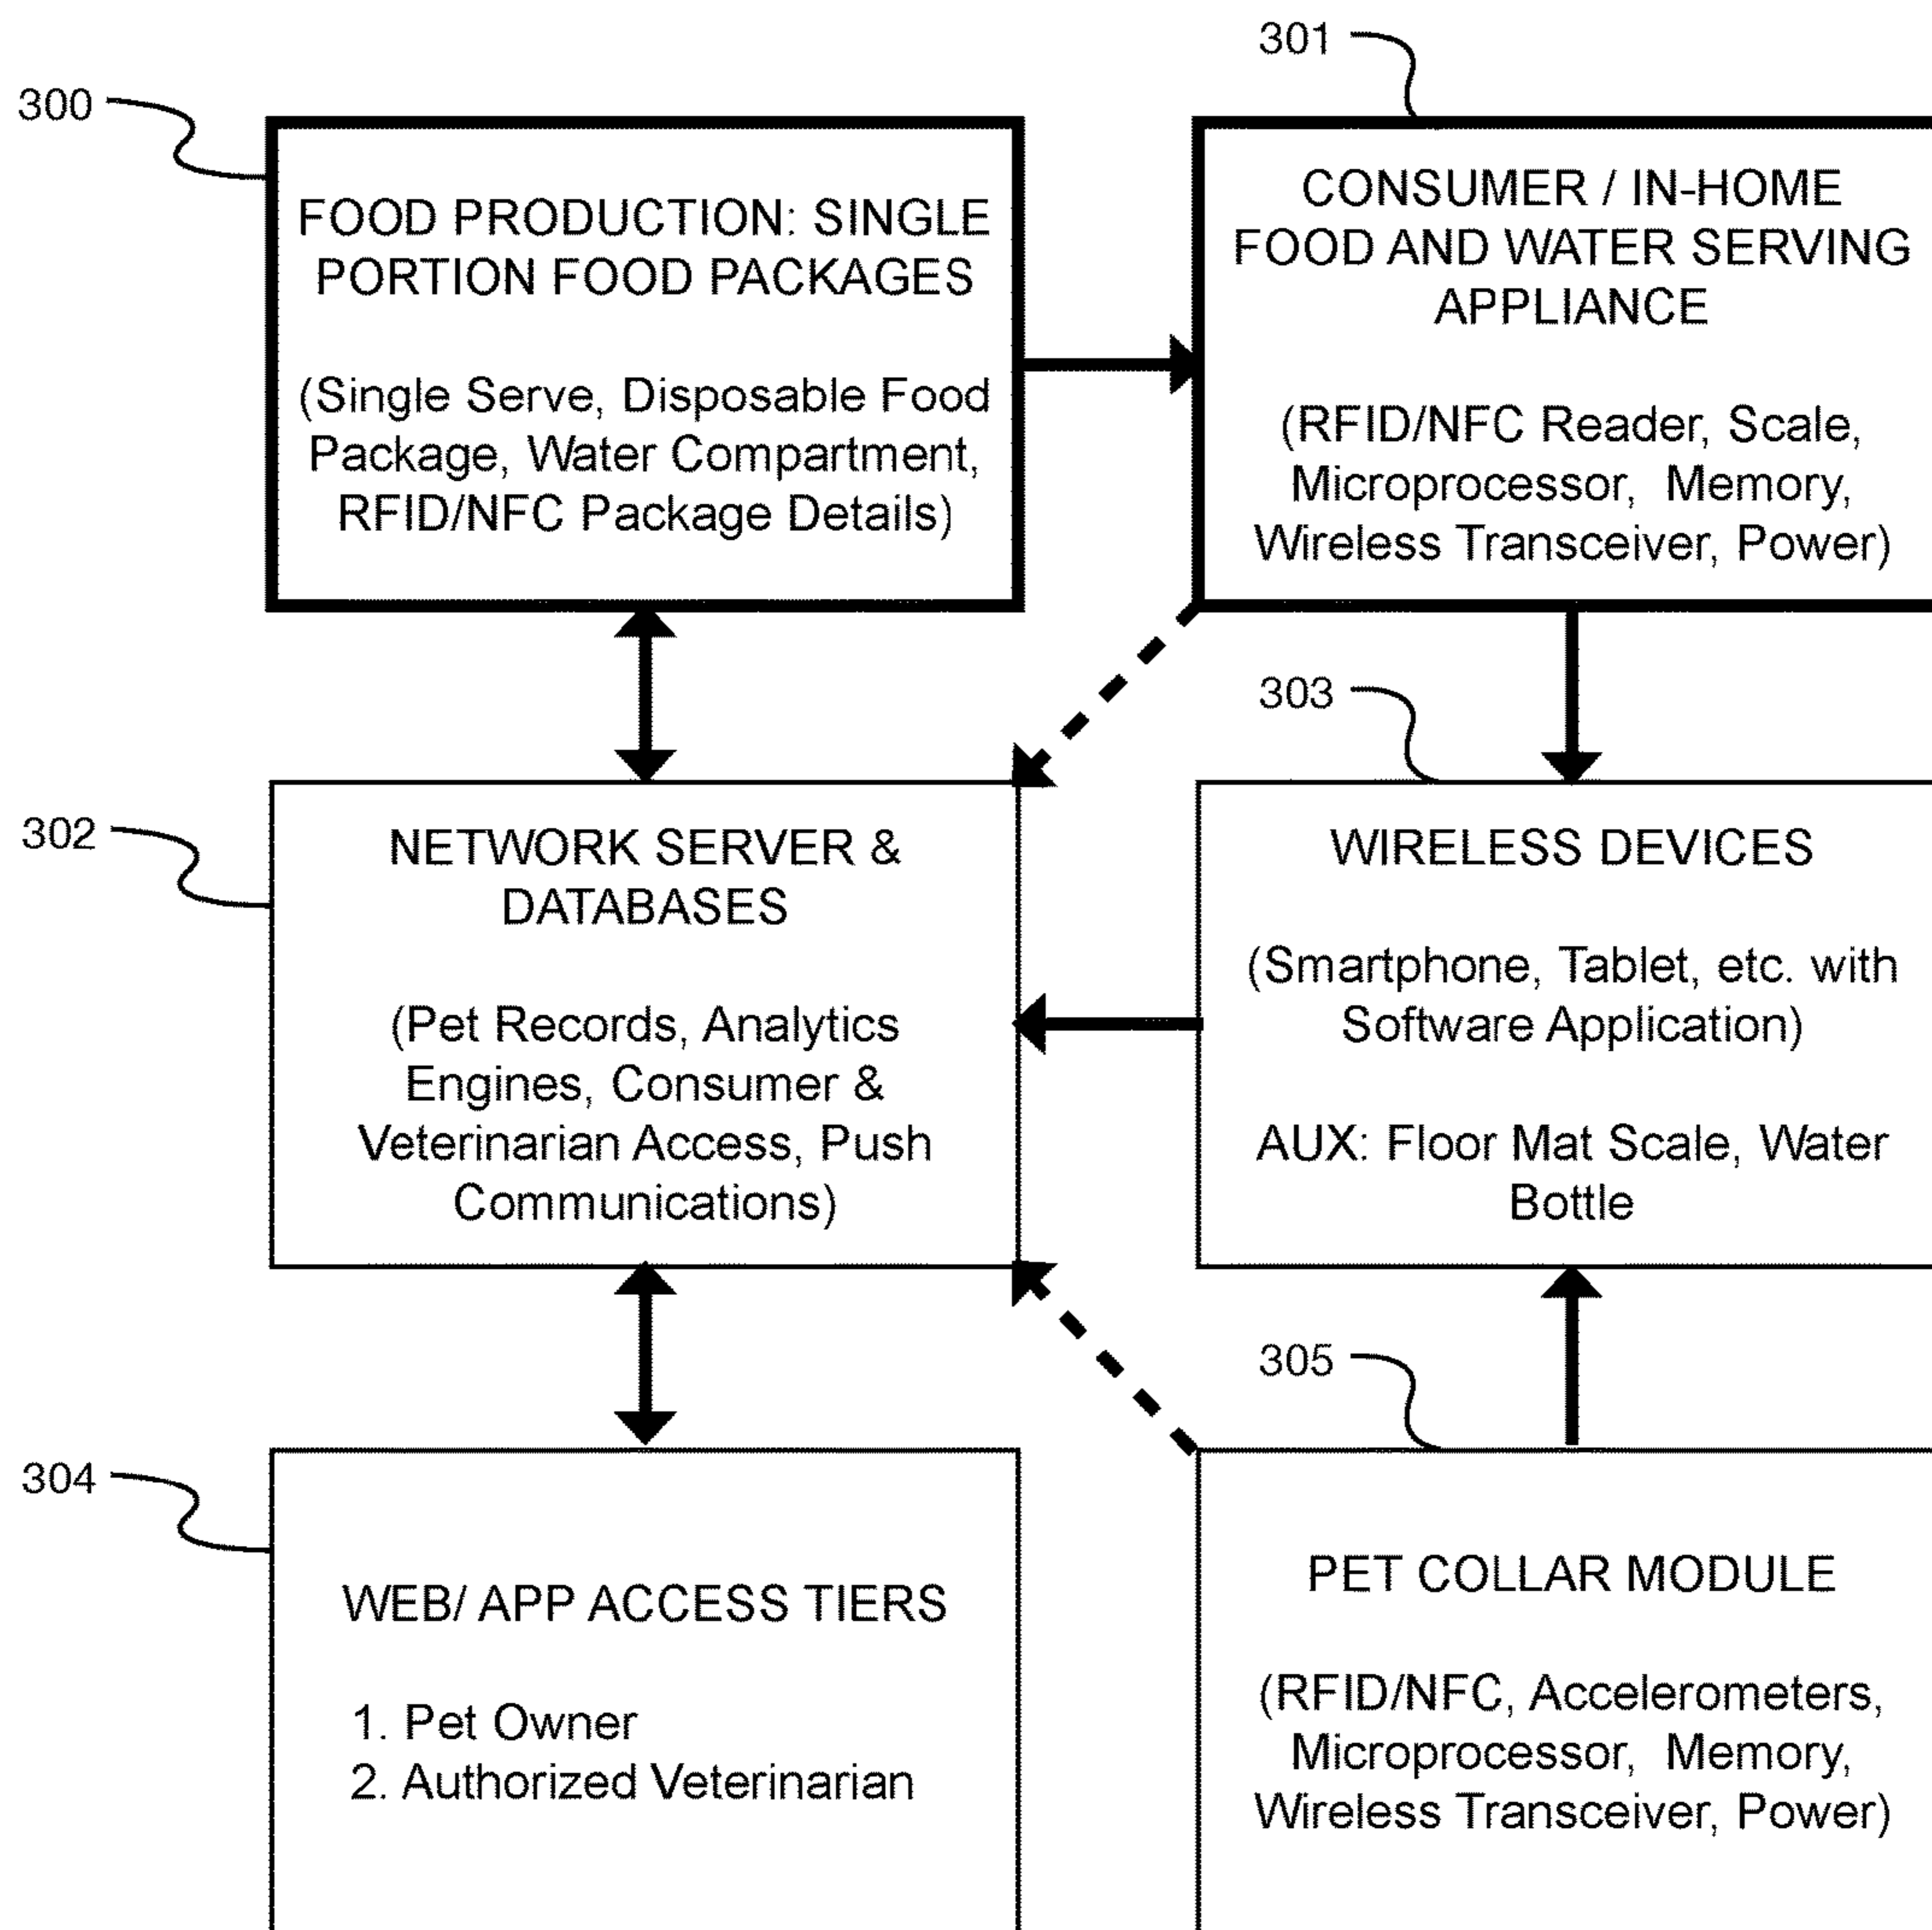 301
300
FOOD PRODUCTION: SINGLE
PORTION FOOD PACKAGES
(Single Serve, Disposable Food
Package, Water Compartment,
RFID/NFC Package Details)
CONSUMER / IN-HOME
FOOD AND WATER SERVING
APPLIANCE
(RFID/NFC Reader, Scale,
Microprocessor, Memory,
Wireless Transceiver, Power)
303
302
NETWORK SERVER &
DATABASES
(Pet Records, Analytics
Engines, Consumer &
Veterinarian Access, Push
Communications)
WIRELESS DEVICES
(Smartphone, Tablet, etc. with
Software Application)
AUX: Floor Mat Scale, Water
Bottle
305
304
WEB/ APP ACCESS TIERS
1. Pet Owner
2. Authorized Veterinarian
PET COLLAR MODULE
(RFID/NFC, Accelerometers,
Microprocessor, Memory,
Wireless Transceiver, Power)